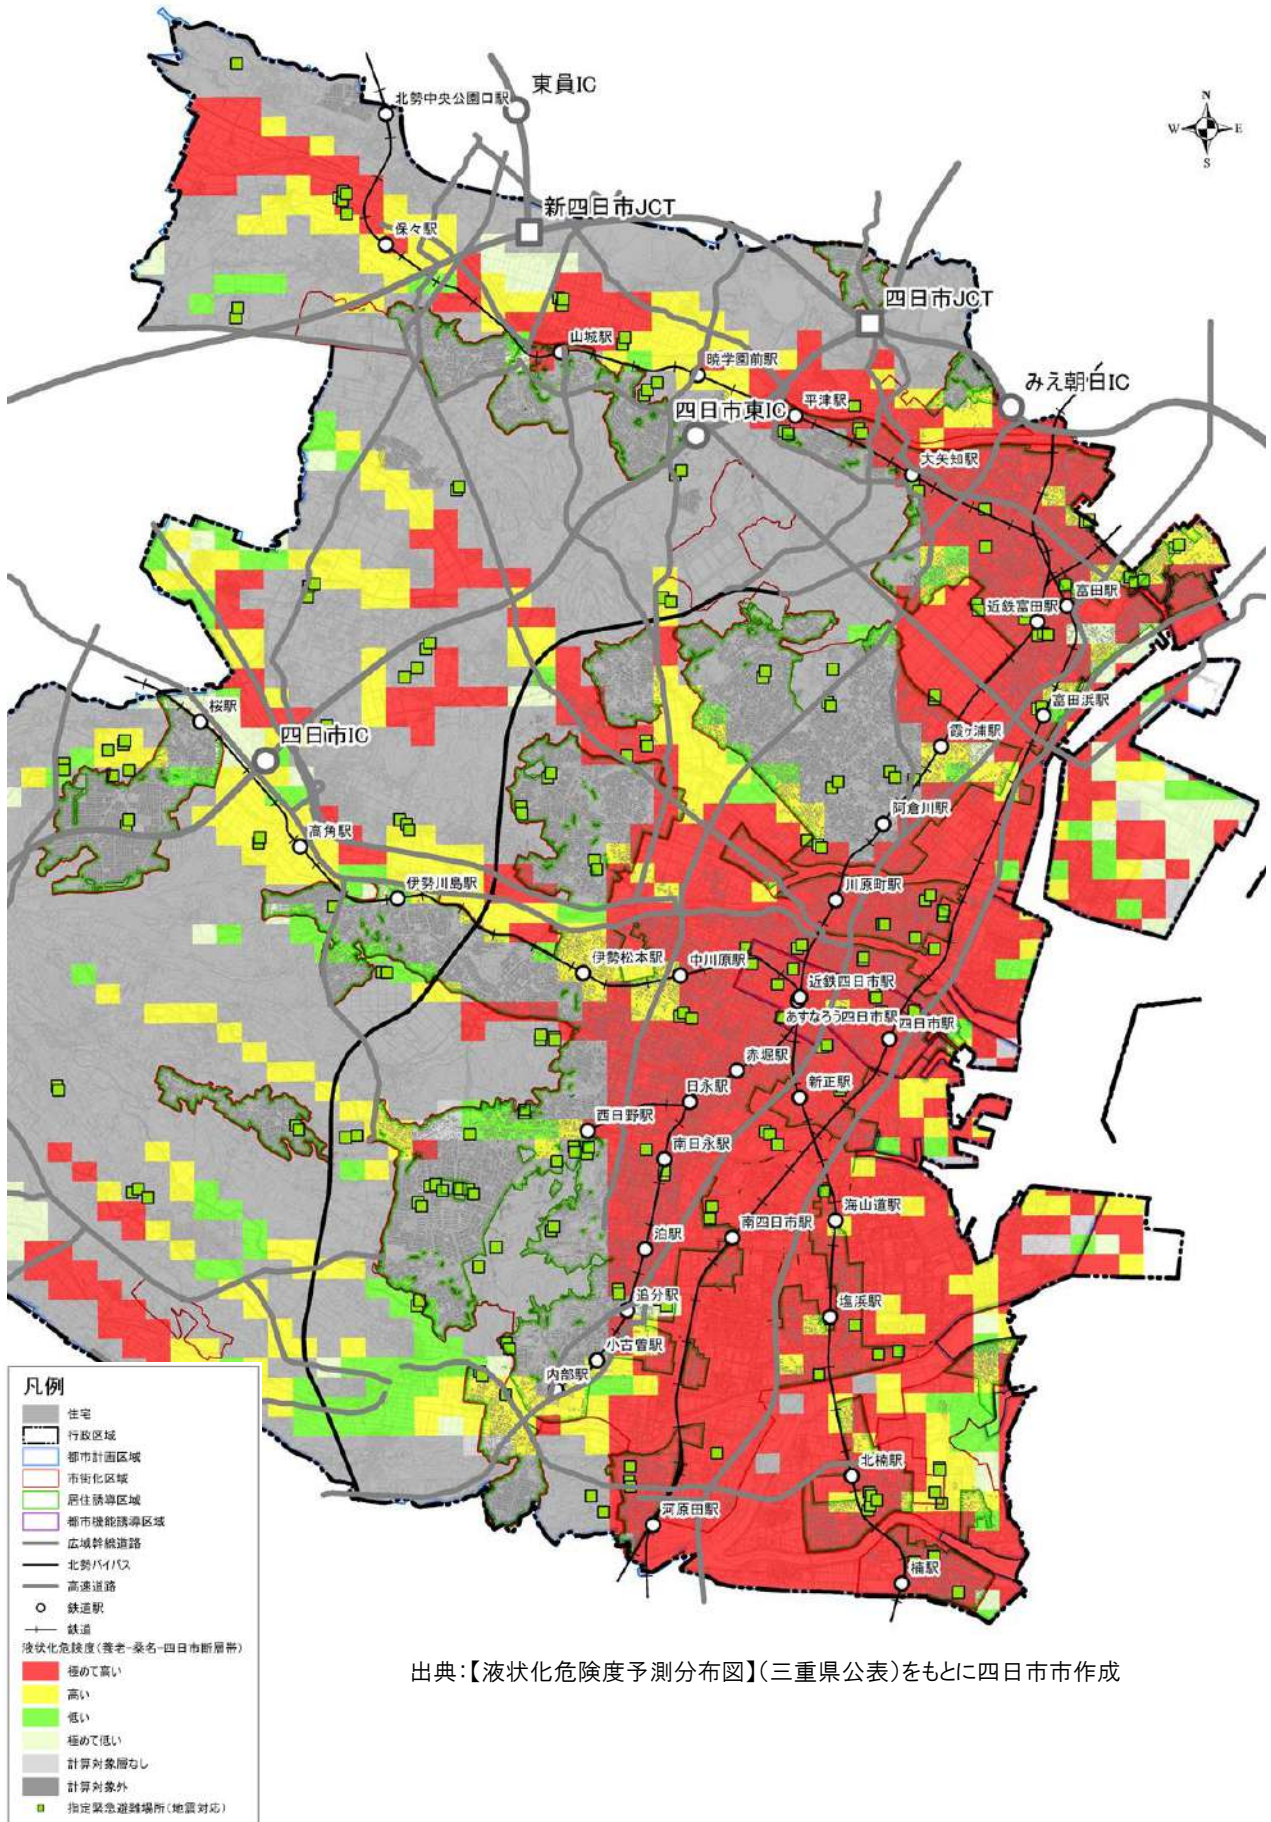 東員IC
北勢中央公園口駅
N
W
E
S
新四日市JCT
保々駅
四日市JCT
山城駅
暁学園前駅
みえ朝日IC
平津駅
四日市東IC
大矢知駅
富田駅
近鉄富田駅
桜駅
富田浜駅
四日市IC
霞ヶ浦駅
阿倉川駅
高角駅
伊勢川島駅
川原町駅
伊勢松本駅
中川原駅
近鉄四日市駅
あすなろう四日市駅
四日市駅
赤堀駅
日永駅
新正駅
西日野駅
南日永駅
海山道駅
南四日市駅
泊駅
追分駅
塩浜駅
小古曽駅
内部駅
北楠駅
河原田駅
楠駅
凡例
住宅
行政区域
都市計画区域
市街化区域
居住誘導区域
都市機能誘導区域
広域幹線道路
北勢バイパス
高速道路
鉄道駅
鉄道
液状化危険度(養老-桑名-四日市断層帯)
極めて高い
高い
低い
極めて低い
計算対象層なし
計算対象外
指定緊急避難場所(地震対応)
出典:【液状化危険度予測分布図】(三重県公表)をもとに四日市市作成